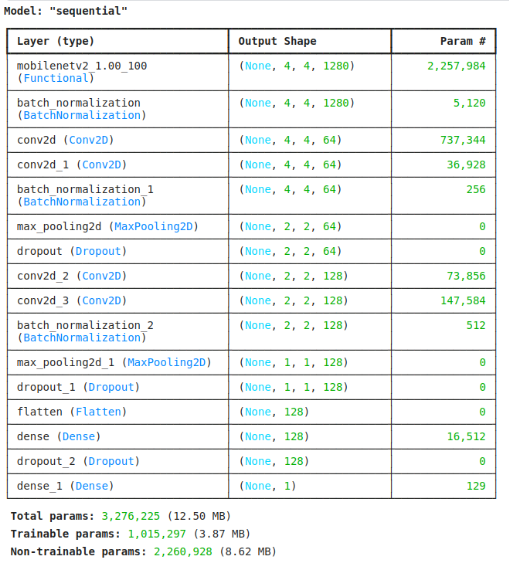 Model: "sequential"
Layer (type) Output Shape Param #
mobilenetv2_1.00_100 (None, 4, 4, 1280) 2,257,984
(Functional)
batch_normalization (None, 4, 4, 1280) 5,120
(BatchNormalization)
conv2d (Conv2D) (None, 4, 4, 64) 737,344
conv2d_1 (Conv2D) (None, 4, 4, 64) 36,928
batch_normalization_1 (None, 4, 4, 64) 256
(BatchNormalization)
max_pooling2d (MaxPooling2D) (None, 2, 2, 64) 0
dropout (Dropout) (None, 2, 2, 64) 0
conv2d_2 (Conv2D) (None, 2, 2, 128) 73,856
conv2d_3 (Conv2D) (None, 2, 2, 128) 147,584
batch_normalization_2 (None, 2, 2, 128) 512
(BatchNormalization)
max_pooling2d_1 (MaxPooling2D) (None, 1, 1, 128) 0
dropout_1 (Dropout) (None, 1, 1, 128) 0
flatten (Flatten) (None, 128) 0
dense (Dense) (None, 128) 16,512
dropout_2 (Dropout) (None, 128) 0
dense_1 (Dense) (None, 1) 129
Total params: 3,276,225 (12.50 MB)
Trainable params: 1,015,297 (3.87 MB)
Non-trainable params: 2,260,928 (8.62 MB)